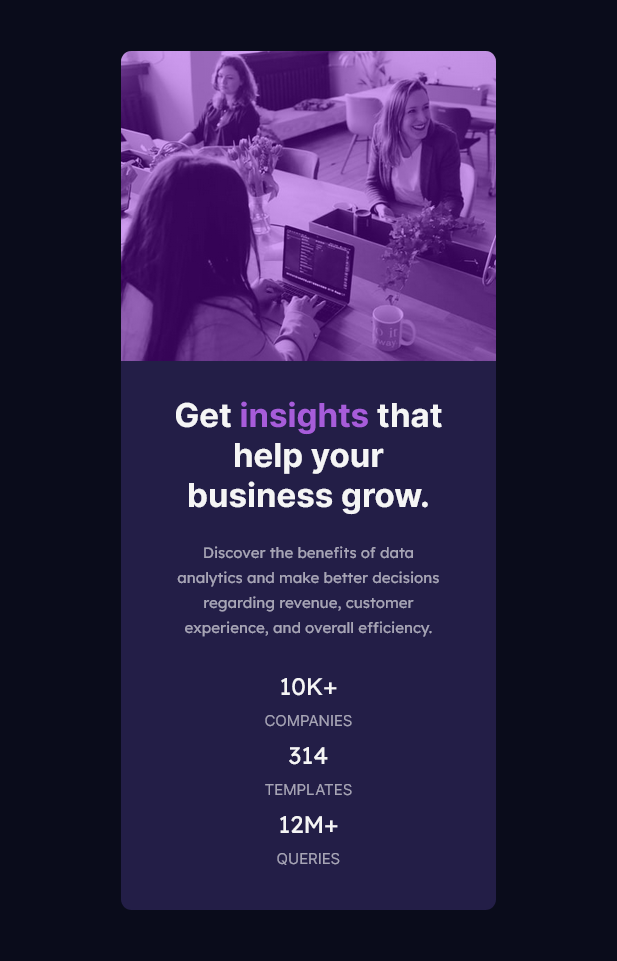 Get insights that
help your
business grow.
Discover the benefits of data
analytics and make better decisions
regarding revenue, customer
experience, and overall efficiency.
10K+
COMPANIES
314
TEMPLATES
12M+
QUERIES